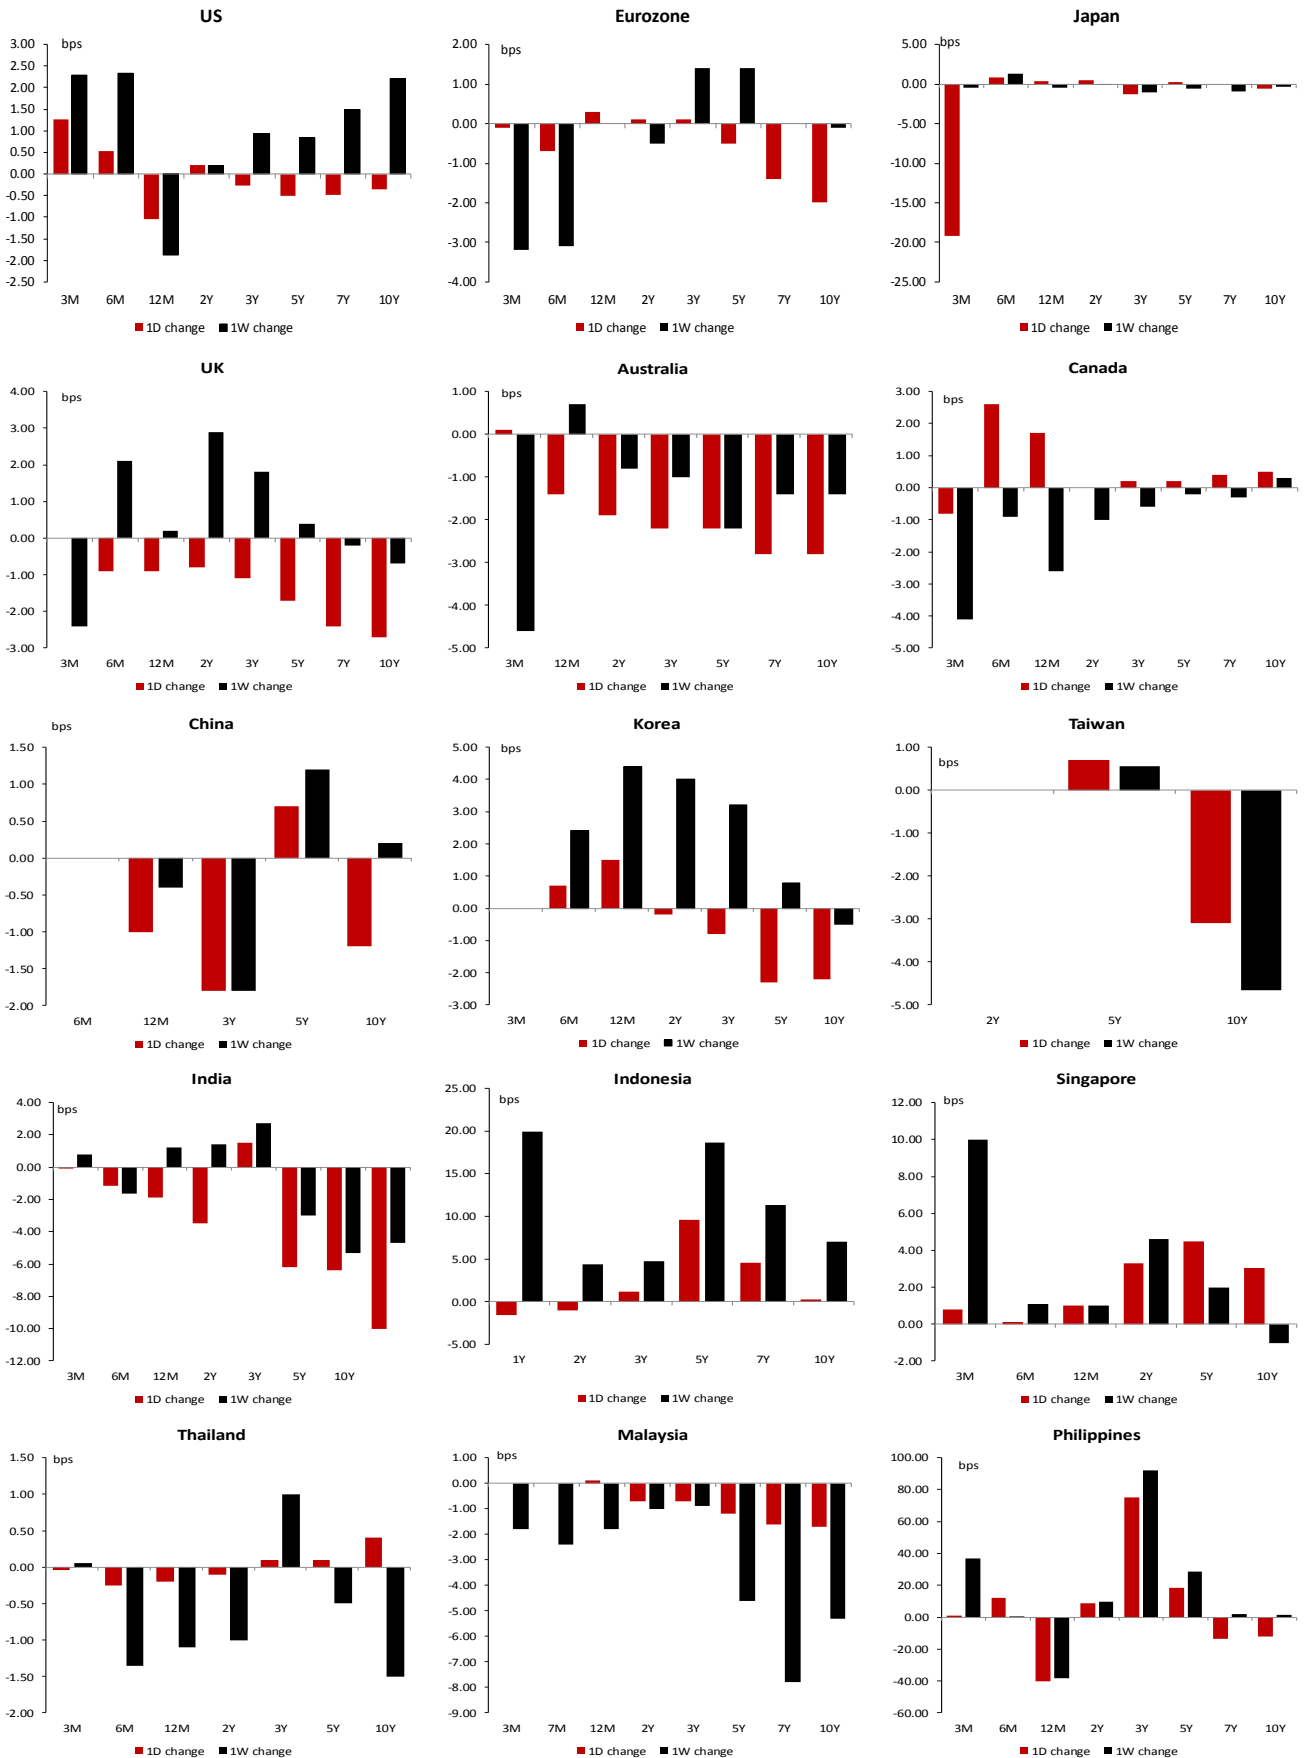 US
bps
3.00
2.50
2.00
1.50
1.00
0.50
0.00
-0.50
-1.00
-1.50
-2.00
-2.50
3M 6M 12M 2Y 3Y 5Y 7Y 10Y
1D change 1W change
Eurozone
bps
2.00
1.00
0.00
-1.00
-2.00
-3.00
-4.00
3M 6M 12M 2Y 3Y 5Y 7Y 10Y
1D change 1W change
Japan
bps
5.00
0.00
-5.00
-10.00
-15.00
-20.00
-25.00
3M 6M 12M 2Y 3Y 5Y 7Y 10Y
1D change 1W change
UK
bps
4.00
3.00
2.00
1.00
0.00
-1.00
-2.00
-3.00
3M 6M 12M 2Y 3Y 5Y 7Y 10Y
1D change 1W change
Australia
bps
1.00
0.00
-1.00
-2.00
-3.00
-4.00
-5.00
3M 12M 2Y 3Y 5Y 7Y 10Y
1D change 1W change
Canada
bps
3.00
2.00
1.00
0.00
-1.00
-2.00
-3.00
-4.00
-5.00
3M 6M 12M 2Y 3Y 5Y 7Y 10Y
1D change 1W change
China
bps
1.50
1.00
0.50
0.00
-0.50
-1.00
-1.50
-2.00
6M 12M 3Y 5Y 10Y
1D change 1W change
Korea
bps
5.00
4.00
3.00
2.00
1.00
0.00
-1.00
-2.00
-3.00
3M 6M 12M 2Y 3Y 5Y 10Y
1D change 1W change
Taiwan
bps
1.00
0.00
-1.00
-2.00
-3.00
-4.00
-5.00
2Y 5Y 10Y
1D change 1W change
India
bps
4.00
2.00
0.00
-2.00
-4.00
-6.00
-8.00
-10.00
-12.00
3M 6M 12M 2Y 3Y 5Y 10Y
1D change 1W change
Indonesia
bps
25.00
20.00
15.00
10.00
5.00
0.00
-5.00
1Y 2Y 3Y 5Y 7Y 10Y
1D change 1W change
Singapore
bps
12.00
10.00
8.00
6.00
4.00
2.00
0.00
-2.00
3M 6M 12M 2Y 5Y 10Y
1D change 1W change
Thailand
bps
1.50
1.00
0.50
0.00
-0.50
-1.00
-1.50
-2.00
3M 6M 12M 2Y 3Y 5Y 10Y
1D change 1W change
Malaysia
bps
1.00
0.00
-1.00
-2.00
-3.00
-4.00
-5.00
-6.00
-7.00
-8.00
-9.00
3M 7M 12M 2Y 3Y 5Y 7Y 10Y
1D change 1W change
Philippines
bps
100.00
80.00
60.00
40.00
20.00
0.00
-20.00
-40.00
-60.00
3M 6M 12M 2Y 3Y 5Y 7Y 10Y
1D change 1W change